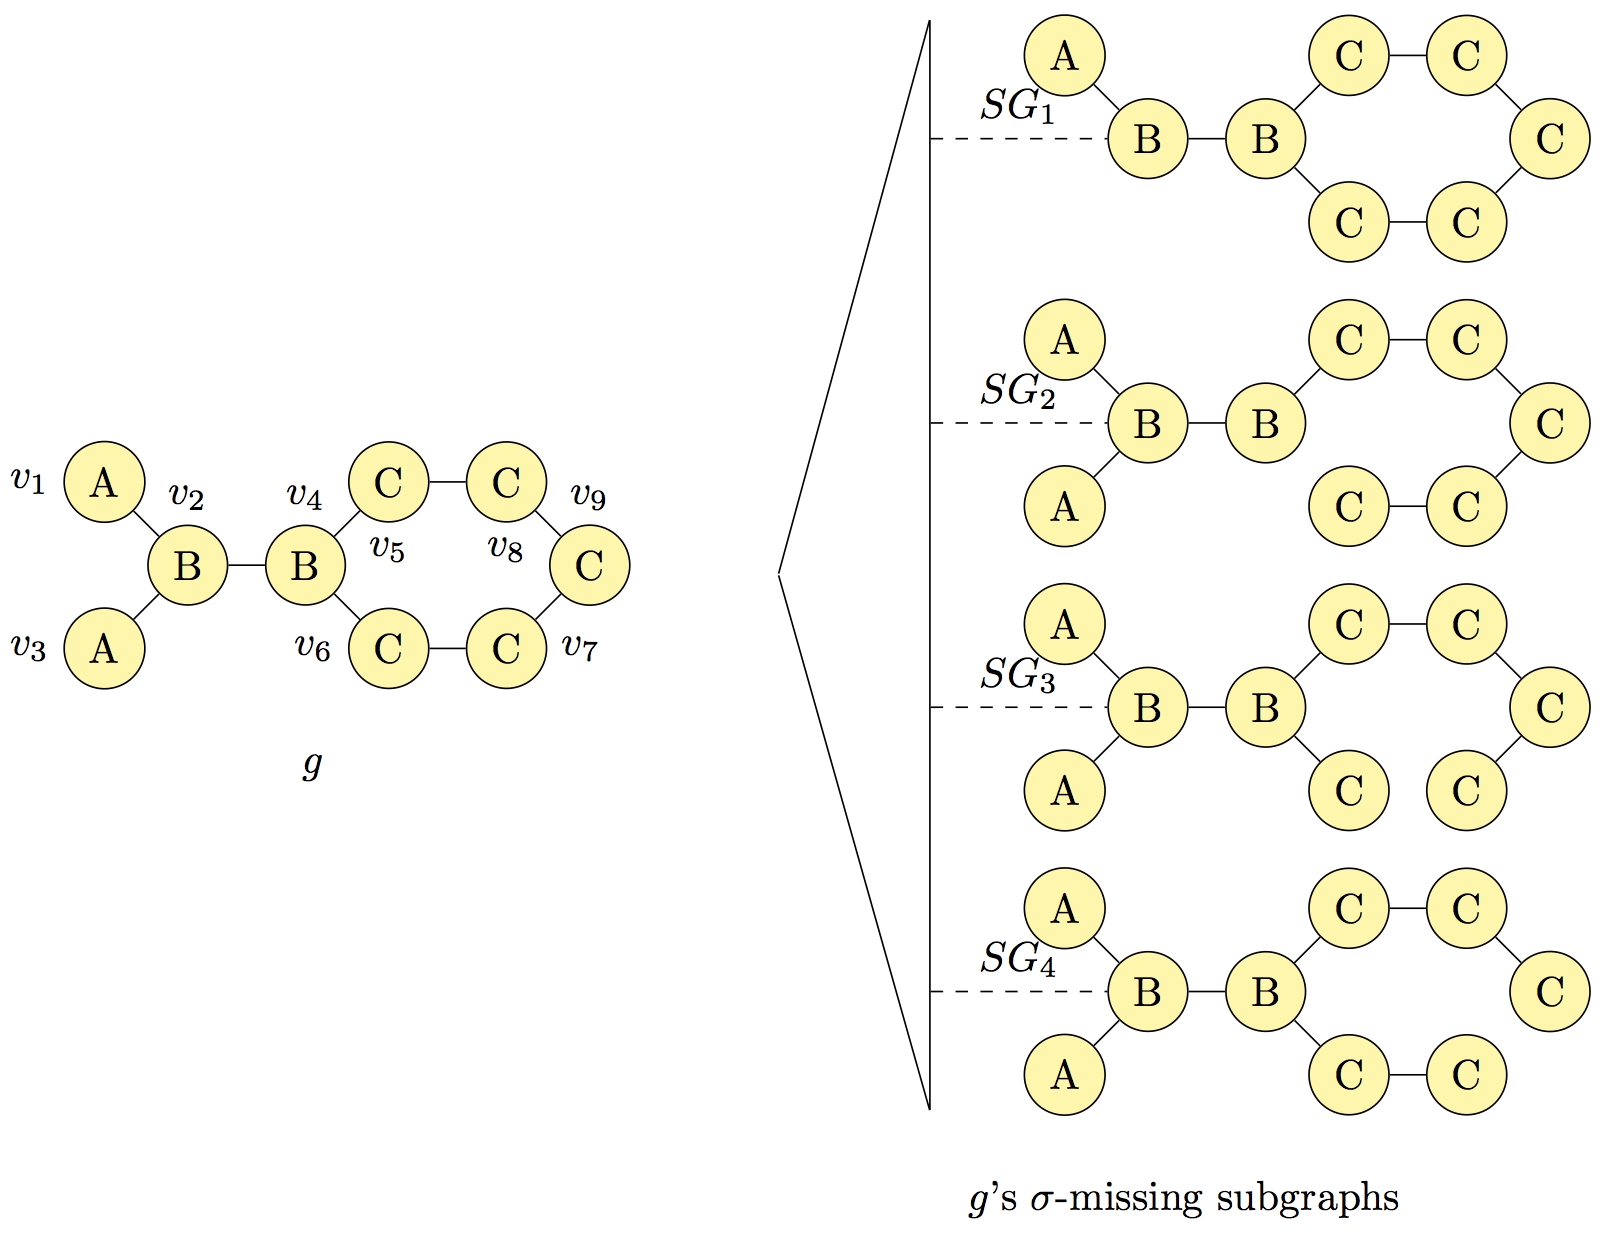 A C C
SG₁
B B C
C C
A C C
SG₂
B B C
A C C
v₁ A v₂ v₄ C C v₉
B B v₅ v₈ C
v₃ A v₆ C C v₇
g
A C C
SG₃
B B C
A C C
A C C
SG₄
B B C
A C C
g's σ-missing subgraphs